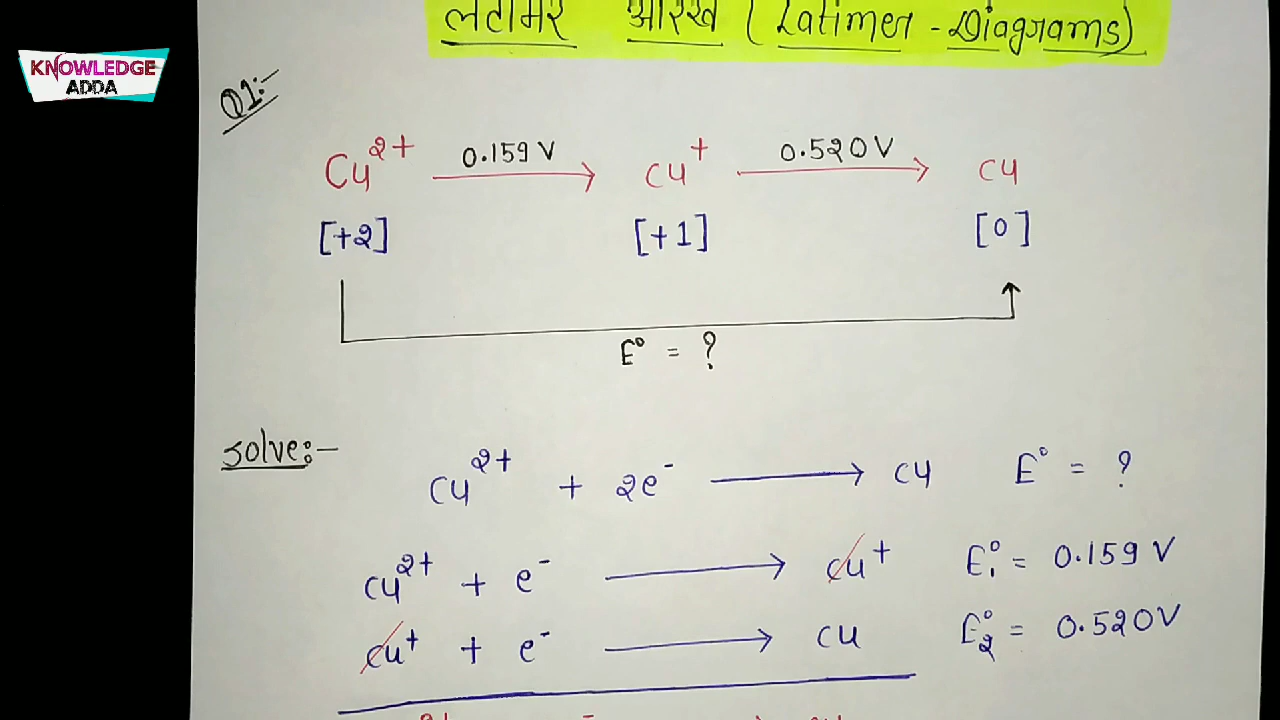 लेटीमर आरेख (Latimer - Diagrams)
KNOWLEDGE
ADDA
Q1:-
Cu²⁺ 0.159 V → Cu⁺ 0.520 V → Cu
[+2] [+1] [0]
E° = ?
Solve:-
Cu²⁺ + 2e⁻ → Cu E° = ?
Cu²⁺ + e⁻ → Cu⁺ E₁° = 0.159 V
Cu⁺ + e⁻ → Cu E₂° = 0.520 V